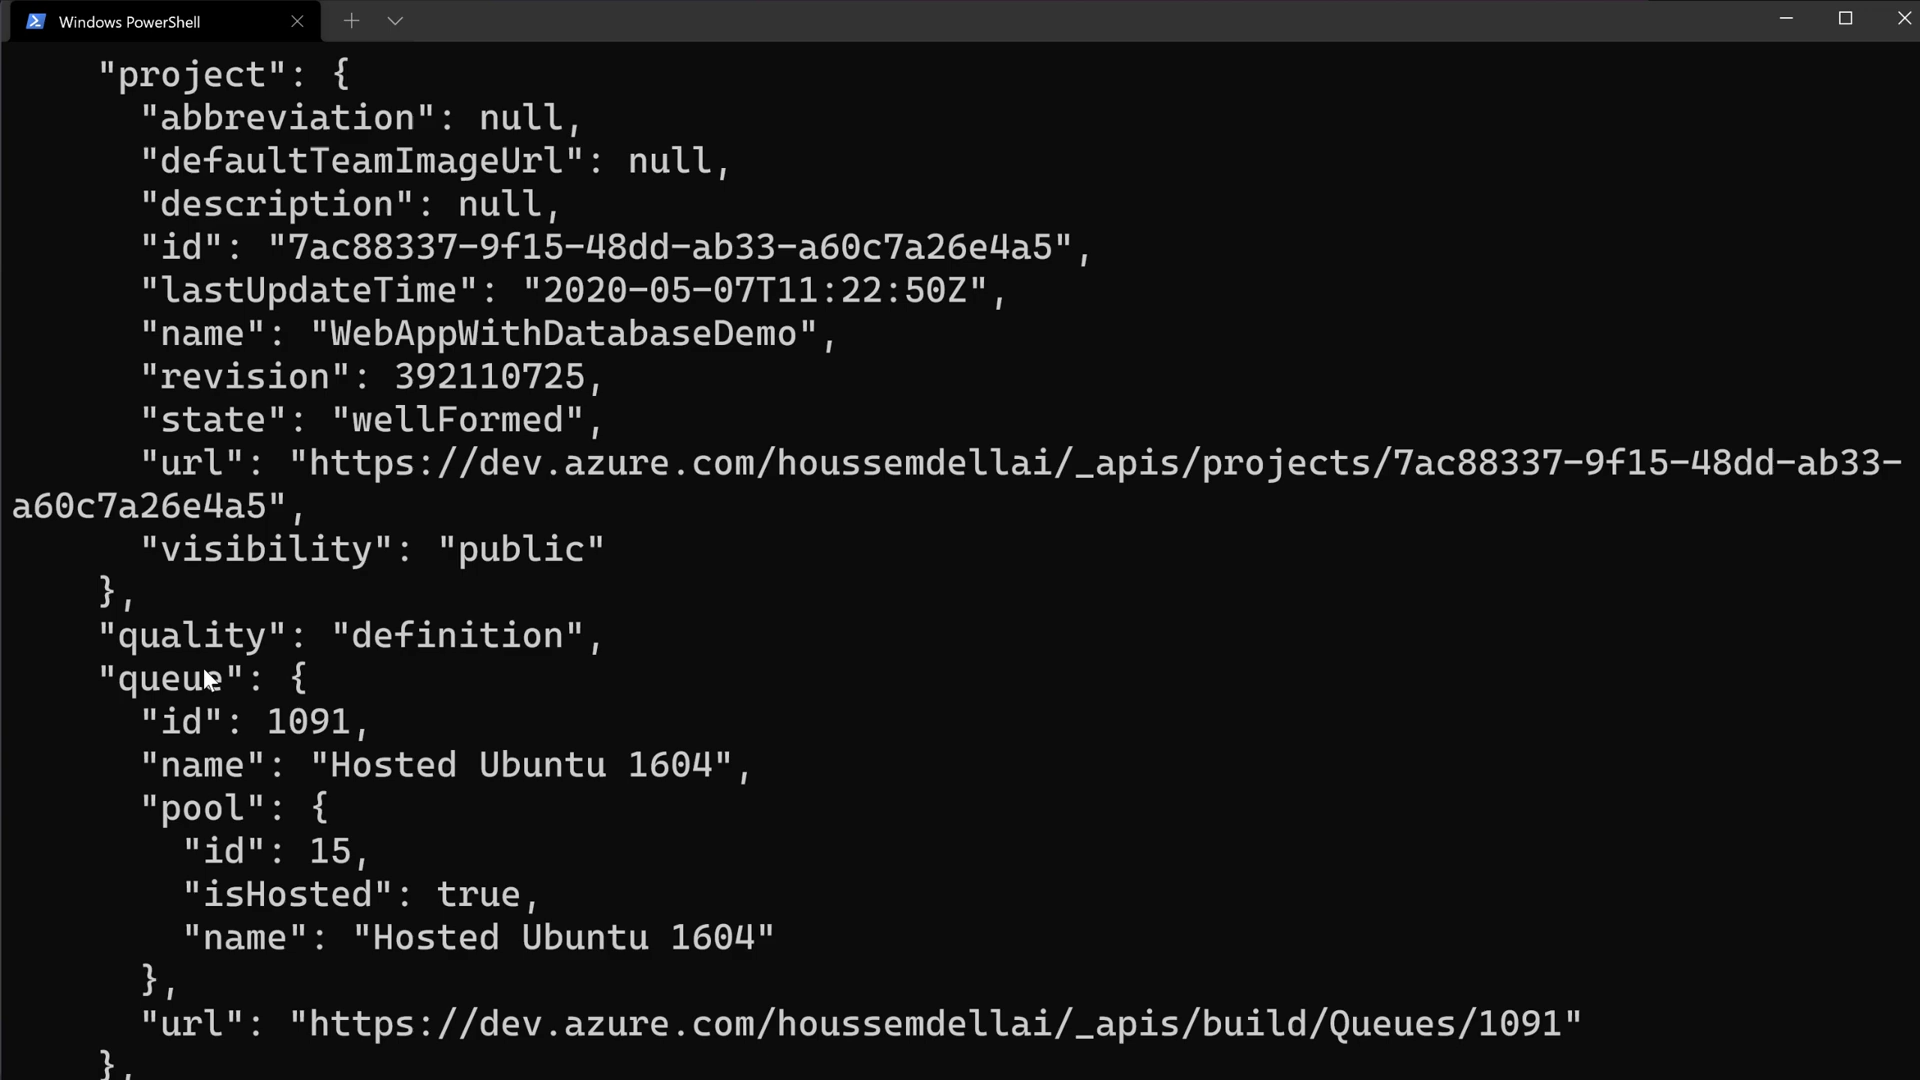 Windows PowerShell
"project": {
"abbreviation": null,
"defaultTeamImageUrl": null,
"description": null,
"id": "7ac88337-9f15-48dd-ab33-a60c7a26e4a5",
"lastUpdateTime": "2020-05-07T11:22:50Z",
"name": "WebAppWithDatabaseDemo",
"revision": 392110725,
"state": "wellFormed",
"url": "https://dev.azure.com/houssemdellai/_apis/projects/7ac88337-9f15-48dd-ab33-
a60c7a26e4a5",
"visibility": "public"
},
"quality": "definition",
"queue": {
"id": 1091,
"name": "Hosted Ubuntu 1604",
"pool": {
"id": 15,
"isHosted": true,
"name": "Hosted Ubuntu 1604"
},
"url": "https://dev.azure.com/houssemdellai/_apis/build/Queues/1091"
},